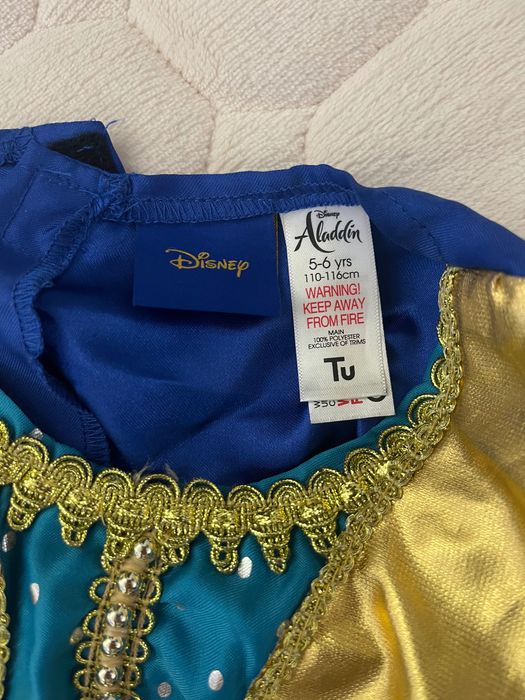 Disney
Disney
Aladdin
5-6 yrs
110-116cm
WARNING!
KEEP AWAY
FROM FIRE
MAIN
100% POLYESTER
EXCLUSIVE OF TRIMS
Tu